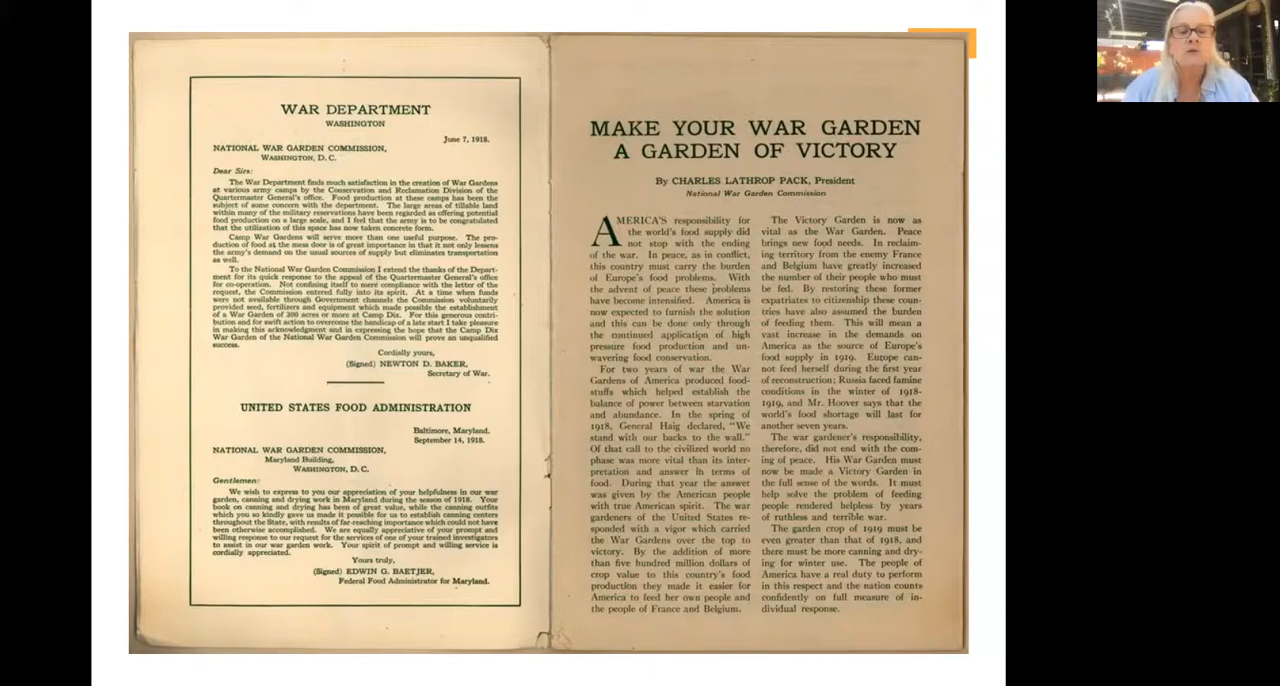 WAR DEPARTMENT
WASHINGTON
June 7, 1918.
NATIONAL WAR GARDEN COMMISSION,
WASHINGTON, D. C.
Dear Sirs:
The War Department finds much satisfaction in the creation of War Gardens
at various army camps by the Conservation and Reclamation Division of the
Quartermaster General's office. Food production at these camps has been the
subject of some concern with the department. The large areas of tillable land
within many of the military reservations have been regarded as offering potential
food production on a large scale, and I feel that the army is to be congratulated
that the utilization of this space has now taken concrete form.
Camp War Gardens will serve more than one useful purpose. The pro-
duction of food at the mess door is of great importance in that it not only lessens
the army's demand on the usual sources of supply but eliminates transportation
as well.
To the National War Garden Commission I extend the thanks of the Depart-
ment for its quick response to the appeal of the Quartermaster General's office
for co-operation. Not confining itself to mere compliance with the letter of the
request, the Commission entered fully into its spirit. At a time when funds
were not available through Government channels the Commission voluntarily
provided seed, fertilizers and equipment which made possible the establishment
of a War Garden of 300 acres or more at Camp Dix. For this generous contri-
bution and for swift action to overcome the handicap of a late start I take pleasure
in making this acknowledgment and in expressing the hope that the Camp Dix
War Garden of the National War Garden Commission will prove an unqualified
success.
Cordially yours,
(Signed) NEWTON D. BAKER,
Secretary of War.
UNITED STATES FOOD ADMINISTRATION
Baltimore, Maryland.
September 14, 1918.
NATIONAL WAR GARDEN COMMISSION,
Maryland Building,
WASHINGTON, D. C.
Gentlemen:
We wish to express to you our appreciation of your helpfulness in our war
garden, canning and drying work in Maryland during the season of 1918. Your
book on canning and drying has been of great value, while the canning outfits
which you so kindly gave us made it possible for us to establish canning centers
throughout the State, with results of far-reaching importance which could not have
been otherwise accomplished. We are equally appreciative of your prompt and
willing response to our request for the services of one of your trained investigators
to assist in our war garden work. Your spirit of prompt and willing service is
cordially appreciated.
Yours truly,
(Signed) EDWIN G. BAETJER,
Federal Food Administrator for Maryland.
MAKE YOUR WAR GARDEN
A GARDEN OF VICTORY
By CHARLES LATHROP PACK, President
National War Garden Commission
AMERICA'S responsibility for
the world's food supply did
not stop with the ending
of the war. In peace, as in conflict,
this country must carry the burden
of Europe's food problems. With
the advent of peace these problems
have become intensified. America is
now expected to furnish the solution
and this can be done only through
the continued application of high
pressure food production and un-
wavering food conservation.
For two years of war the War
Gardens of America produced food-
stuffs which helped establish the
balance of power between starvation
and abundance. In the spring of
1918, General Haig declared, "We
stand with our backs to the wall."
Of that call to the civilized world no
phase was more vital than its inter-
pretation and answer in terms of
food. During that year the answer
was given by the American people
with true American spirit. The war
gardeners of the United States re-
sponded with a vigor which carried
the War Gardens over the top to
victory. By the addition of more
than five hundred million dollars of
crop value to this country's food
production they made it easier for
America to feed her own people and
the people of France and Belgium.
The Victory Garden is now as
vital as the War Garden. Peace
brings new food needs. In reclaim-
ing territory from the enemy France
and Belgium have greatly increased
the number of their people who must
be fed. By restoring these former
expatriates to citizenship these coun-
tries have also assumed the burden
of feeding them. This will mean a
vast increase in the demands on
America as the source of Europe's
food supply in 1919. Europe can-
not feed herself during the first year
of reconstruction; Russia faced famine
conditions in the winter of 1918-
1919, and Mr. Hoover says that the
world's food shortage will last for
another seven years.
The war gardener's responsibility,
therefore, did not end with the com-
ing of peace. His War Garden must
now be made a Victory Garden in
the full sense of the words. It must
help solve the problem of feeding
people rendered helpless by years
of ruthless and terrible war.
The garden crop of 1919 must be
even greater than that of 1918, and
there must be more canning and dry-
ing for winter use. The people of
America have a real duty to perform
in this respect and the nation counts
confidently on full measure of in-
dividual response.